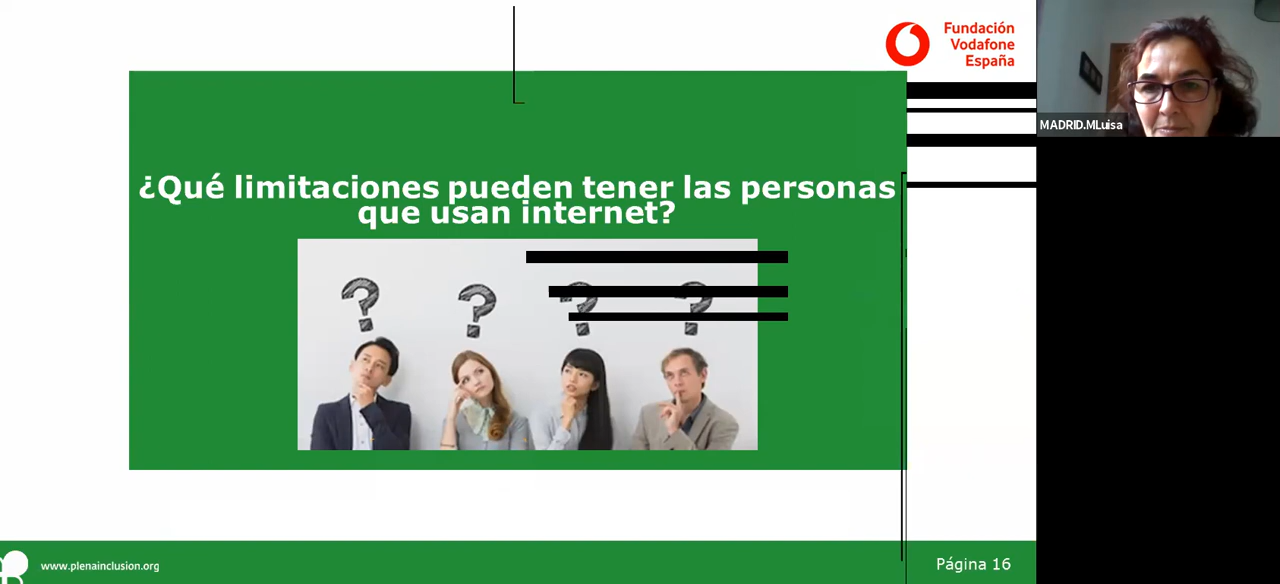 Fundación
Vodafone
España
MADRID.MLuisa
¿Qué limitaciones pueden tener las personas
que usan internet?
? ? ? ?
www.plenainclusion.org
Página 16